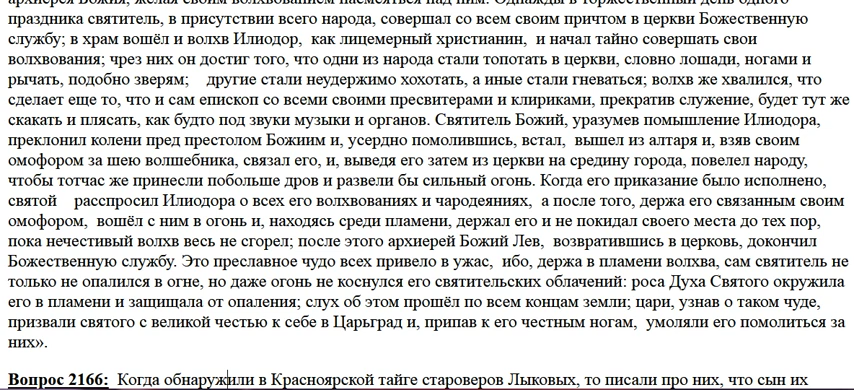 архиерея Божия, желая своим волхвованием насмеяться над ним. Однажды в торжественный день одного
праздника святитель, в присутствии всего народа, совершал со всем своим причтом в церкви Божественную
службу; в храм вошёл и волхв Илиодор, как лицемерный христианин, и начал тайно совершать свои
волхвования; чрез них он достиг того, что одни из народа стали топотать в церкви, словно лошади, ногами и
рычать, подобно зверям; другие стали неудержимо хохотать, а иные стали гневаться; волхв же хвалился, что
сделает еще то, что и сам епископ со всеми своими пресвитерами и клириками, прекратив служение, будет тут же
скакать и плясать, как будто под звуки музыки и органов. Святитель Божий, уразумев помышление Илиодора,
преклонил колени пред престолом Божиим и, усердно помолившись, встал, вышел из алтаря и, взяв своим
омофором за шею волшебника, связал его, и, выведя его затем из церкви на средину города, повелел народу,
чтобы тотчас же принесли побольше дров и развели бы сильный огонь. Когда его приказание было исполнено,
святой расспросил Илиодора о всех его волхвованиях и чародеяниях, а после того, держа его связанным своим
омофором, вошёл с ним в огонь и, находясь среди пламени, держал его и не покидал своего места до тех пор,
пока нечестивый волхв весь не сгорел; после этого архиерей Божий Лев, возвратившись в церковь, докончил
Божественную службу. Это преславное чудо всех привело в ужас, ибо, держа в пламени волхва, сам святитель не
только не опалился в огне, но даже огонь не коснулся его святительских облачений: роса Духа Святого окружила
его в пламени и защищала от опаления; слух об этом прошёл по всем концам земли; цари, узнав о таком чуде,
призвали святого с великой честью к себе в Царьград и, припав к его честным ногам, умоляли его помолиться за
них».
Вопрос 2166: Когда обнаружили в Красноярской тайге староверов Лыковых, то писали про них, что сын их